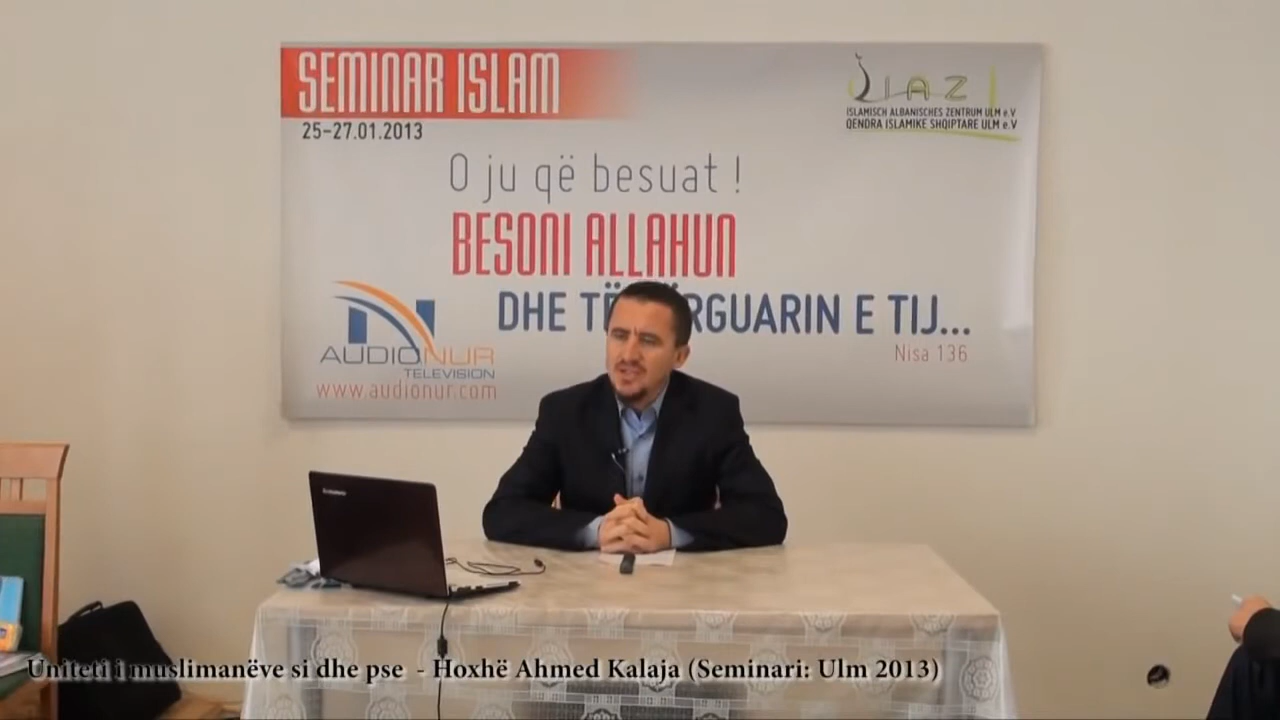 SEMINAR ISLAM
25-27.01.2013
IAZ
ISLAMISCH ALBANISCHES ZENTRUM ULM e.V
QENDRA ISLAMIKE SHQIPTARE ULM e.V
O ju që besuat !
BESONI ALLAHUN
DHE RGUARIN E TIJ...
Nisa 136
AUDIONUR
TELEVISION
www.audionur.com
lenovo
Uniteti i muslimanëve si dhe pse - Hoxhë Ahmed Kalaja (Seminari: Ulm 2013)